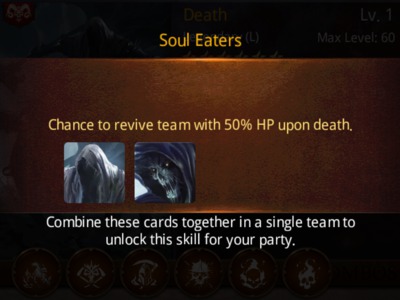 Death
Lv. 1
Soul Eaters
(L)
Max Level: 60
Chance to revive team with 50% HP upon death.
Combine these cards together in a single team to
unlock this skill for your party.